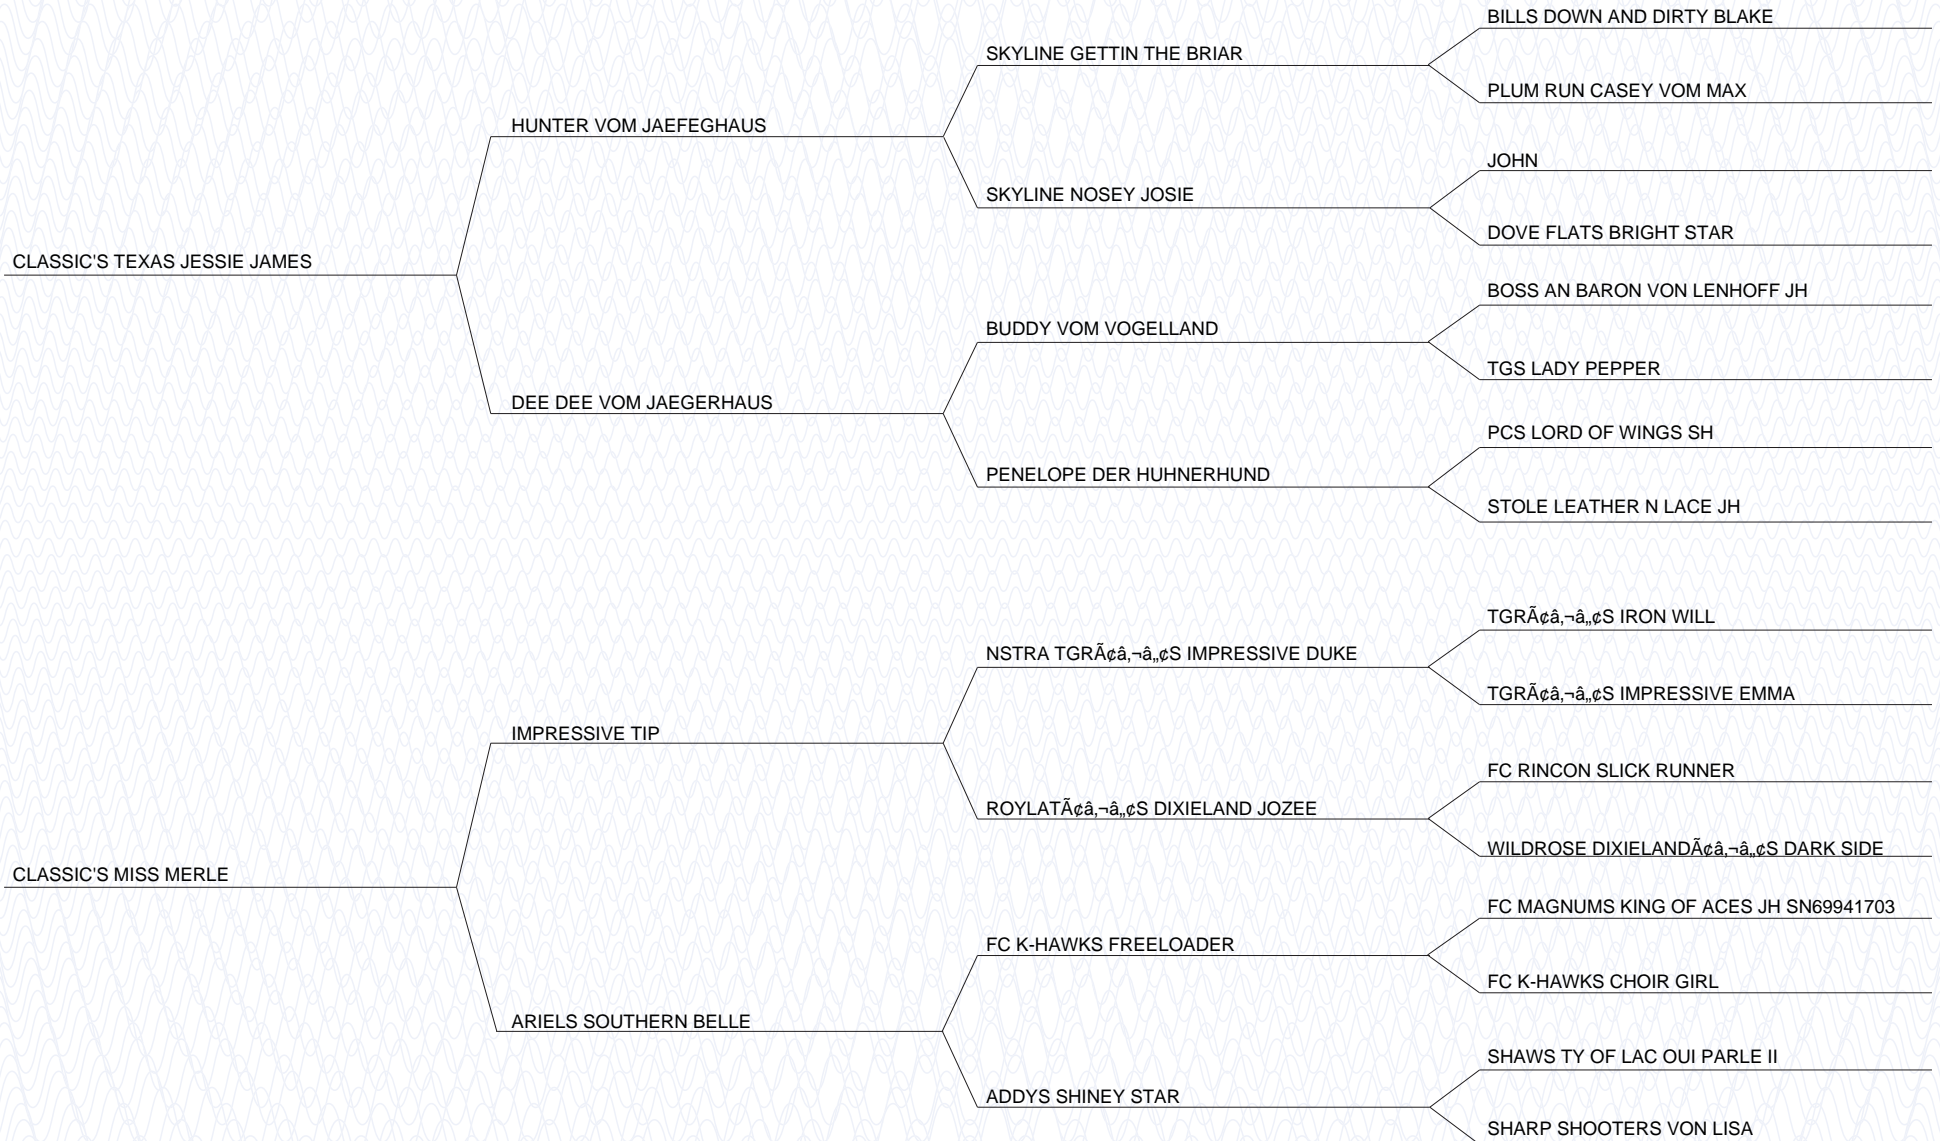 BILLS DOWN AND DIRTY BLAKE
SKYLINE GETTIN THE BRIAR
PLUM RUN CASEY VOM MAX
HUNTER VOM JAEFEGHAUS
JOHN
SKYLINE NOSEY JOSIE
DOVE FLATS BRIGHT STAR
CLASSIC'S TEXAS JESSIE JAMES
BOSS AN BARON VON LENHOFF JH
BUDDY VOM VOGELLAND
TGS LADY PEPPER
DEE DEE VOM JAEGERHAUS
PCS LORD OF WINGS SH
PENELOPE DER HUHNERHUND
STOLE LEATHER N LACE JH
TGRÃ¢â‚¬â„¢S IRON WILL
NSTRA TGRÃ¢â‚¬â„¢S IMPRESSIVE DUKE
TGRÃ¢â‚¬â„¢S IMPRESSIVE EMMA
IMPRESSIVE TIP
FC RINCON SLICK RUNNER
ROYLATÃ¢â‚¬â„¢S DIXIELAND JOZEE
WILDROSE DIXIELANDÃ¢â‚¬â„¢S DARK SIDE
CLASSIC'S MISS MERLE
FC MAGNUMS KING OF ACES JH SN69941703
FC K-HAWKS FREELOADER
FC K-HAWKS CHOIR GIRL
ARIELS SOUTHERN BELLE
SHAWS TY OF LAC OUI PARLE II
ADDYS SHINEY STAR
SHARP SHOOTERS VON LISA